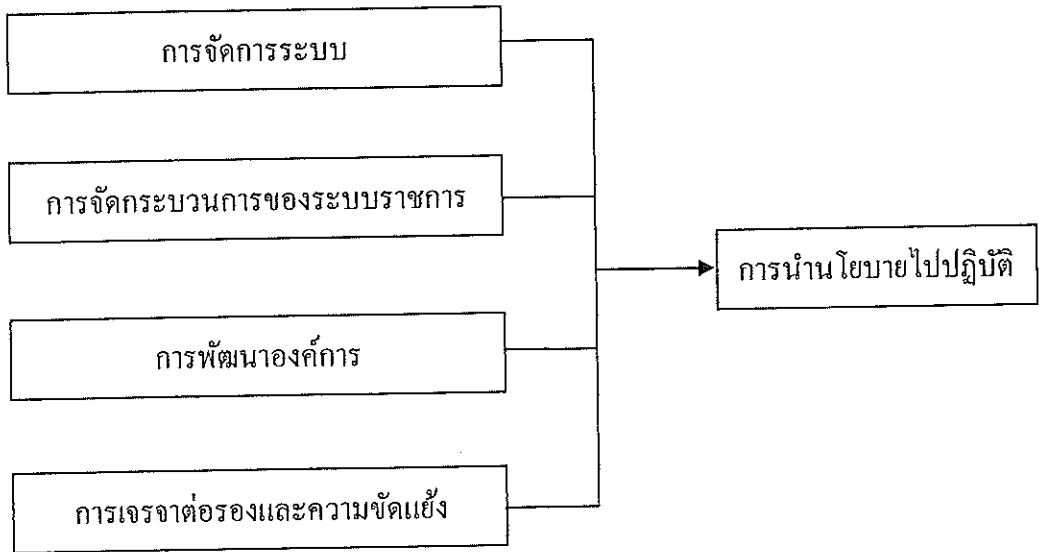 การจัดการระบบ
การจัดกระบวนการของระบบราชการ
การพัฒนาองค์การ
การเจรจาต่อรองและความขัดแย้ง
การนำนโยบายไปปฏิบัติ